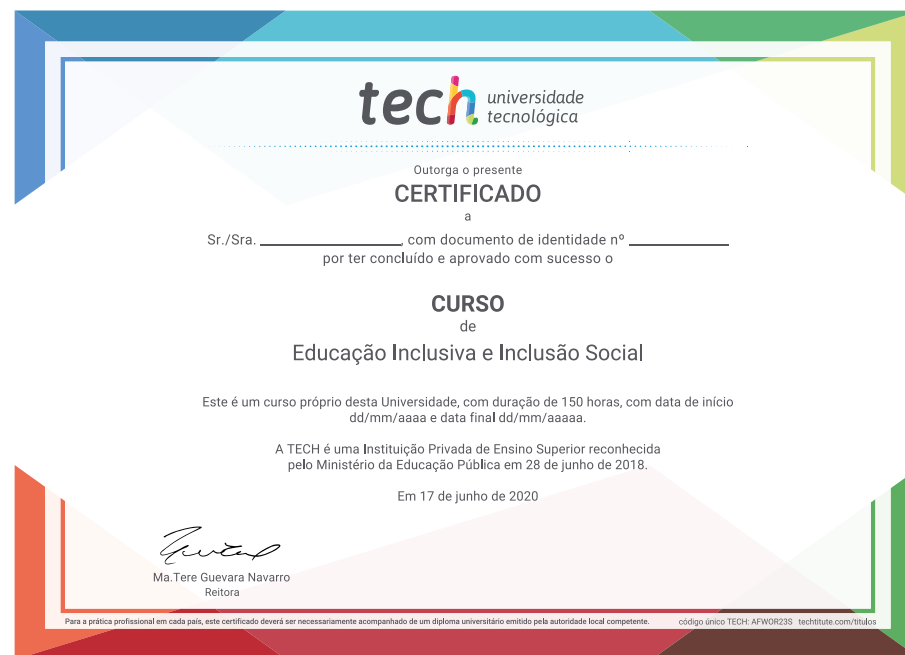 tech universidade
tecnológica
Outorga o presente
CERTIFICADO
a
Sr./Sra. ____________________, com documento de identidade nº ________________
por ter concluído e aprovado com sucesso o
CURSO
de
Educação Inclusiva e Inclusão Social
Este é um curso próprio desta Universidade, com duração de 150 horas, com data de início
dd/mm/aaaa e data final dd/mm/aaaaa.
A TECH é uma Instituição Privada de Ensino Superior reconhecida
pelo Ministério da Educação Pública em 28 de junho de 2018.
Em 17 de junho de 2020
Ma.Tere Guevara Navarro
Reitora
Para a prática profissional em cada país, este certificado deverá ser necessariamente acompanhado de um diploma universitário emitido pela autoridade local competente. código único TECH: AFWOR23S techtitute.com/titulos